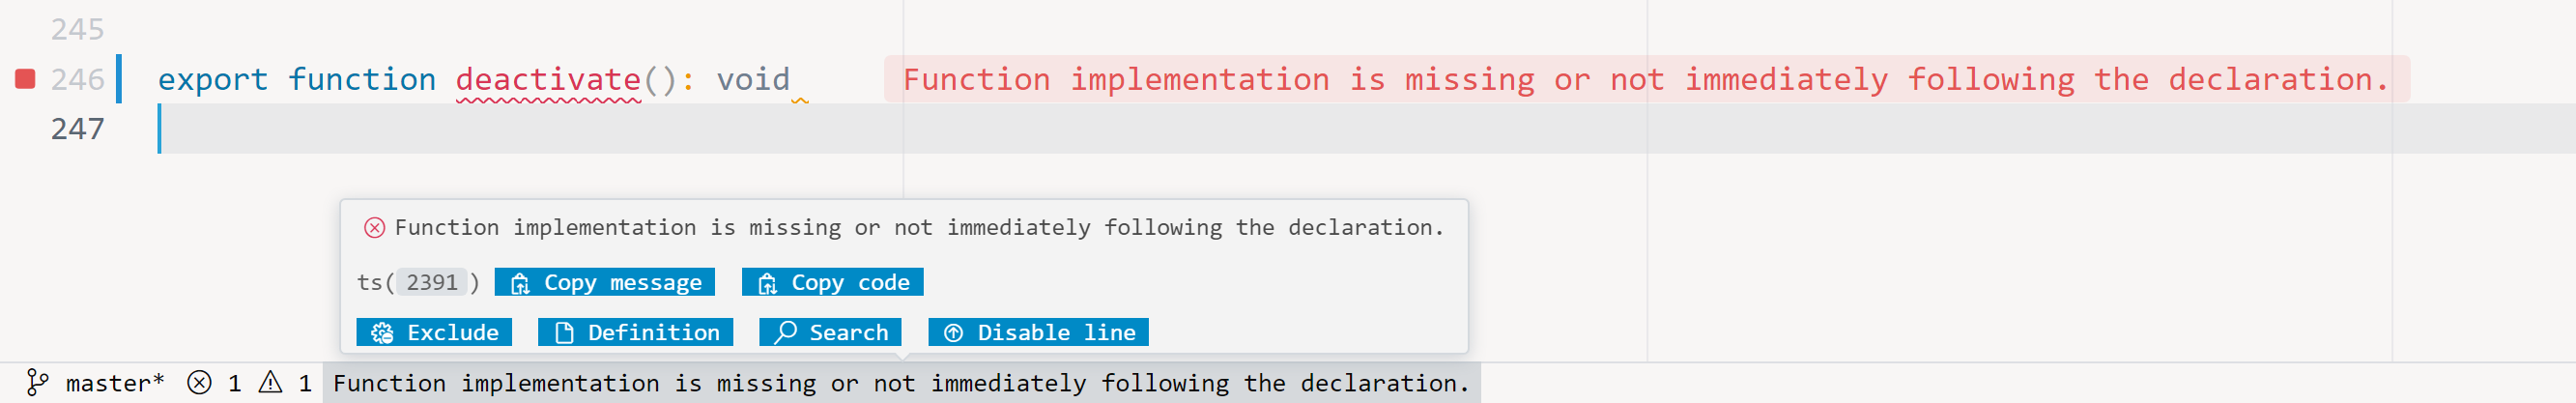 245
246 export function deactivate(): void Function implementation is missing or not immediately following the declaration.
247
Function implementation is missing or not immediately following the declaration.
ts(2391) Copy message Copy code
Exclude Definition Search Disable line
master* 1 1 Function implementation is missing or not immediately following the declaration.